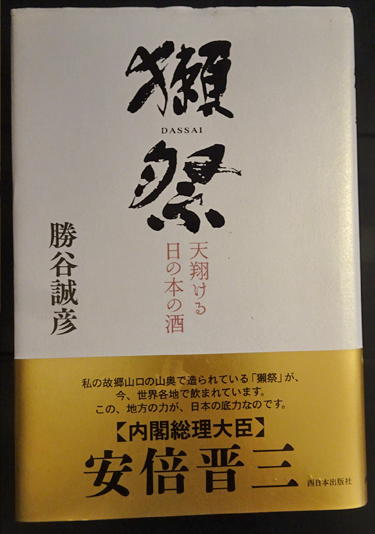 獺祭
DASSAI
天翔ける
日の本の酒
勝谷誠彦
私の故郷山口の山奥で造られている「獺祭」が、
今、世界各地で飲まれています。
この、地方の力が、日本の底力なのです。
【内閣総理大臣】
安倍晋三
西日本出版社